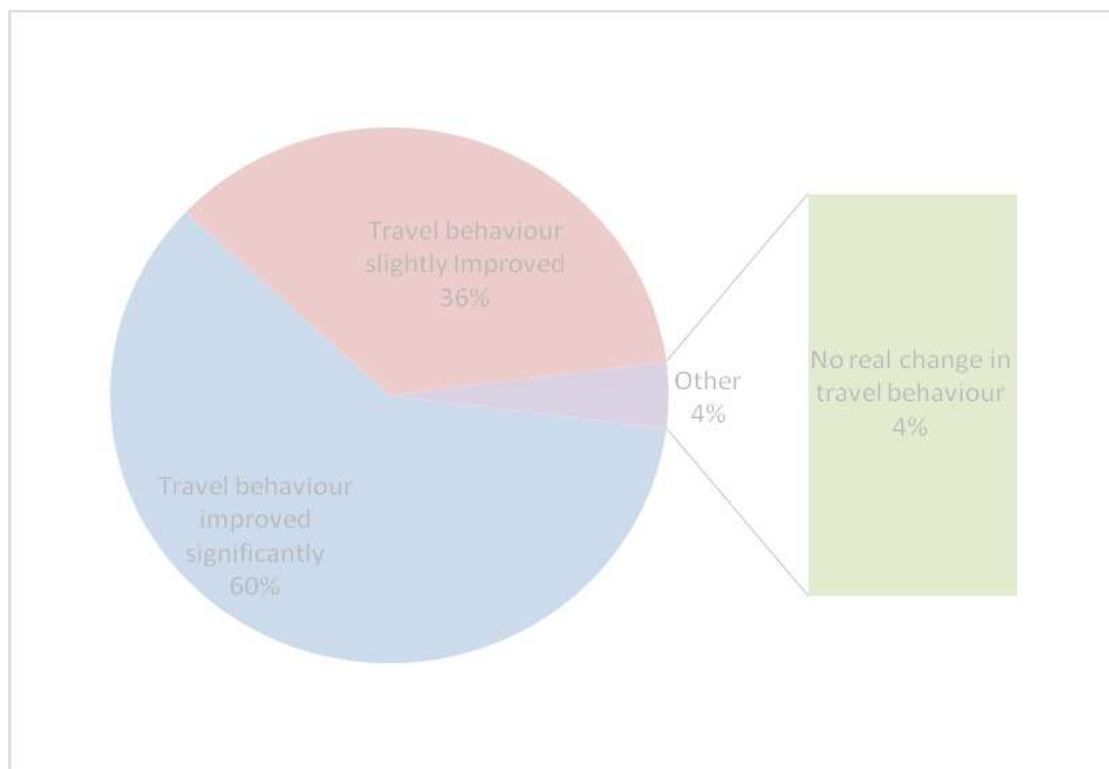 Travel behaviour
slightly Improved
36%
Other
4%
No real change in
travel behaviour
4%
Travel behaviour
improved
significantly
60%